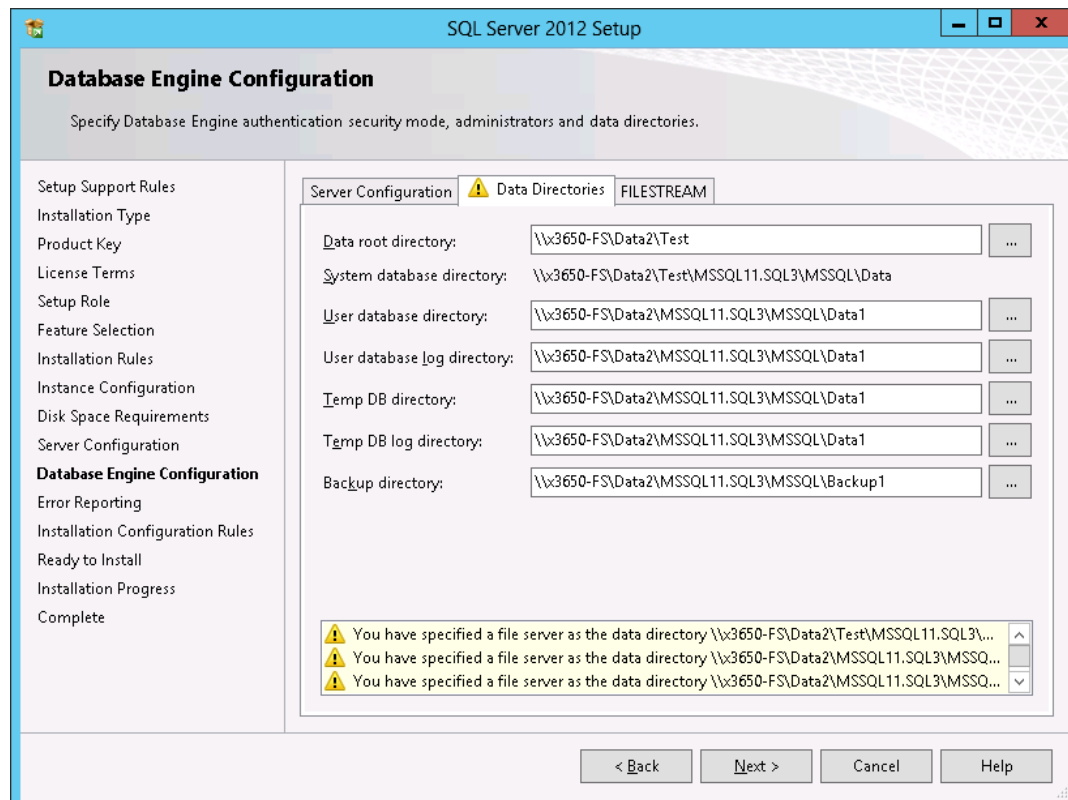 SQL Server 2012 Setup
Database Engine Configuration
Specify Database Engine authentication security mode, administrators and data directories.
Setup Support Rules
Installation Type
Product Key
License Terms
Setup Role
Feature Selection
Installation Rules
Instance Configuration
Disk Space Requirements
Server Configuration
Database Engine Configuration
Error Reporting
Installation Configuration Rules
Ready to Install
Installation Progress
Complete
Server Configuration Data Directories FILESTREAM
Data root directory: \\x3650-FS\Data2\Test ...
System database directory: \\x3650-FS\Data2\Test\MSSQL11.SQL3\MSSQL\Data
User database directory: \\x3650-FS\Data2\MSSQL11.SQL3\MSSQL\Data1 ...
User database log directory: \\x3650-FS\Data2\MSSQL11.SQL3\MSSQL\Data1 ...
Temp DB directory: \\x3650-FS\Data2\MSSQL11.SQL3\MSSQL\Data1 ...
Temp DB log directory: \\x3650-FS\Data2\MSSQL11.SQL3\MSSQL\Data1 ...
Backup directory: \\x3650-FS\Data2\MSSQL11.SQL3\MSSQL\Backup1 ...
You have specified a file server as the data directory \\x3650-FS\Data2\Test\MSSQL11.SQL3\...
You have specified a file server as the data directory \\x3650-FS\Data2\MSSQL11.SQL3\MSSQ...
You have specified a file server as the data directory \\x3650-FS\Data2\MSSQL11.SQL3\MSSQ...
< Back Next > Cancel Help